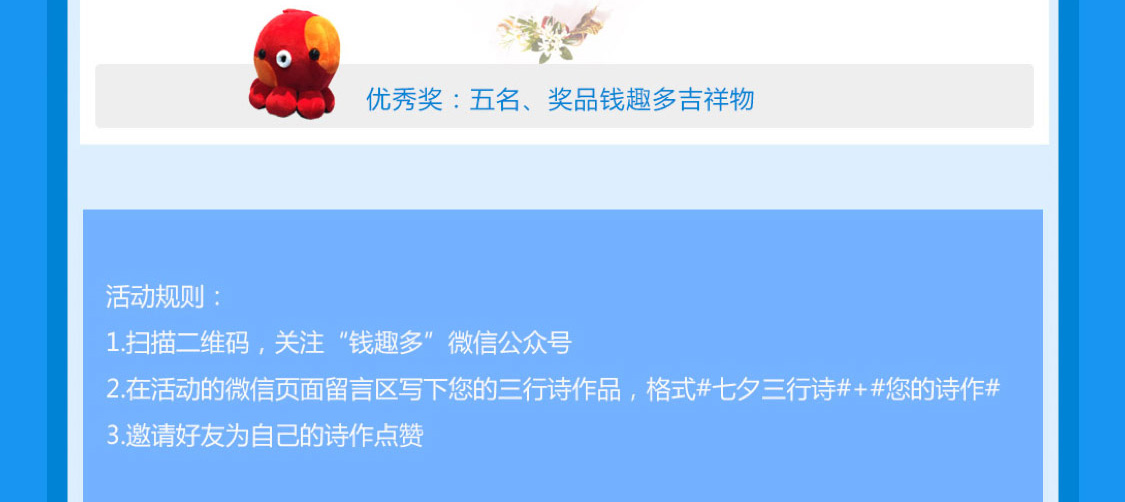 优秀奖：五名、奖品钱趣多吉祥物
活动规则：
1.扫描二维码，关注“钱趣多”微信公众号
2.在活动的微信页面留言区写下您的三行诗作品，格式#七夕三行诗#+#您的诗作#
3.邀请好友为自己的诗作点赞